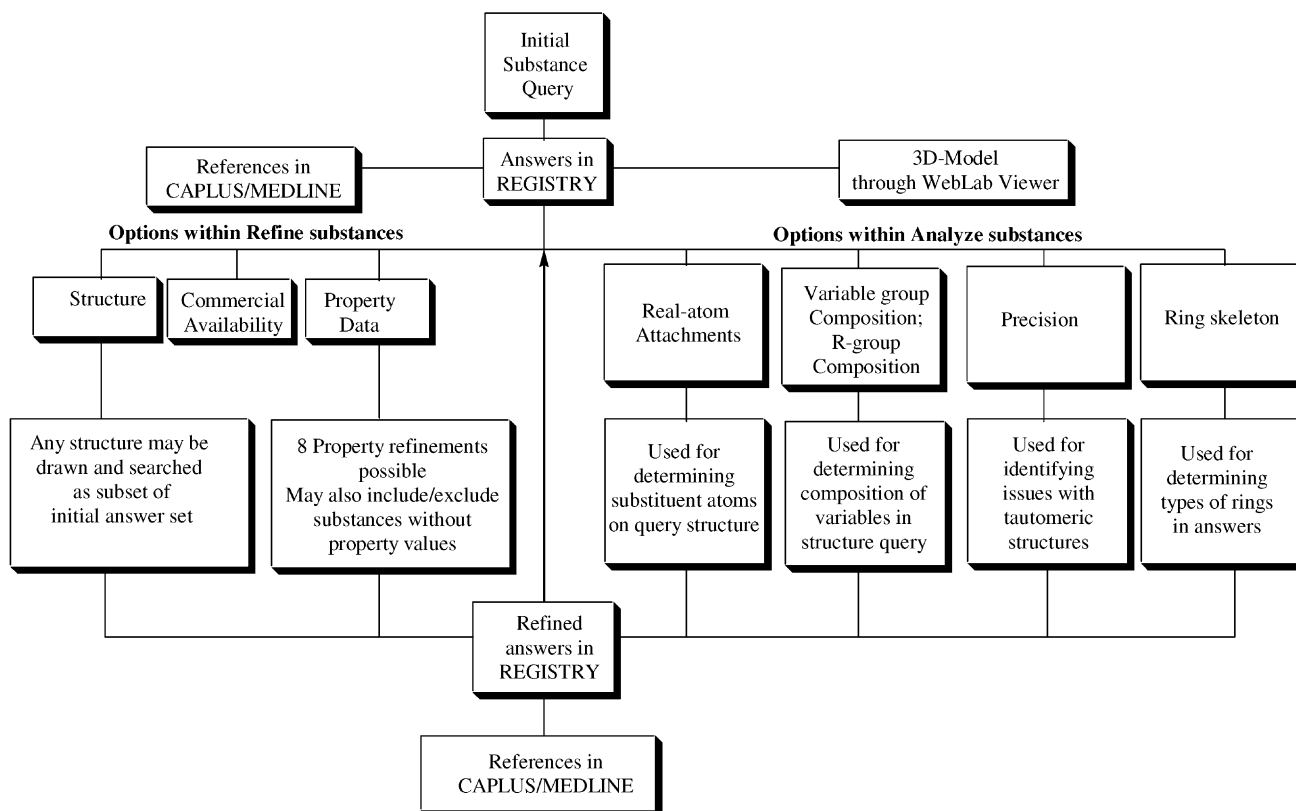 Initial
Substance
Query
References in
CAPLUS/MEDLINE
Answers in
REGISTRY
3D-Model
through WebLab Viewer
Options within Refine substances
Options within Analyze substances
Structure
Commercial
Availability
Property
Data
Real-atom
Attachments
Variable group
Composition;
R-group
Composition
Precision
Ring skeleton
Any structure may be
drawn and searched
as subset of
initial answer set
8 Property refinements
possible
May also include/exclude
substances without
property values
Used for
determining
substituent atoms
on query structure
Used for
determining
composition of
variables in
structure query
Used for
identifying
issues with
tautomeric
structures
Used for
determining
types of rings
in answers
Refined
answers in
REGISTRY
References in
CAPLUS/MEDLINE